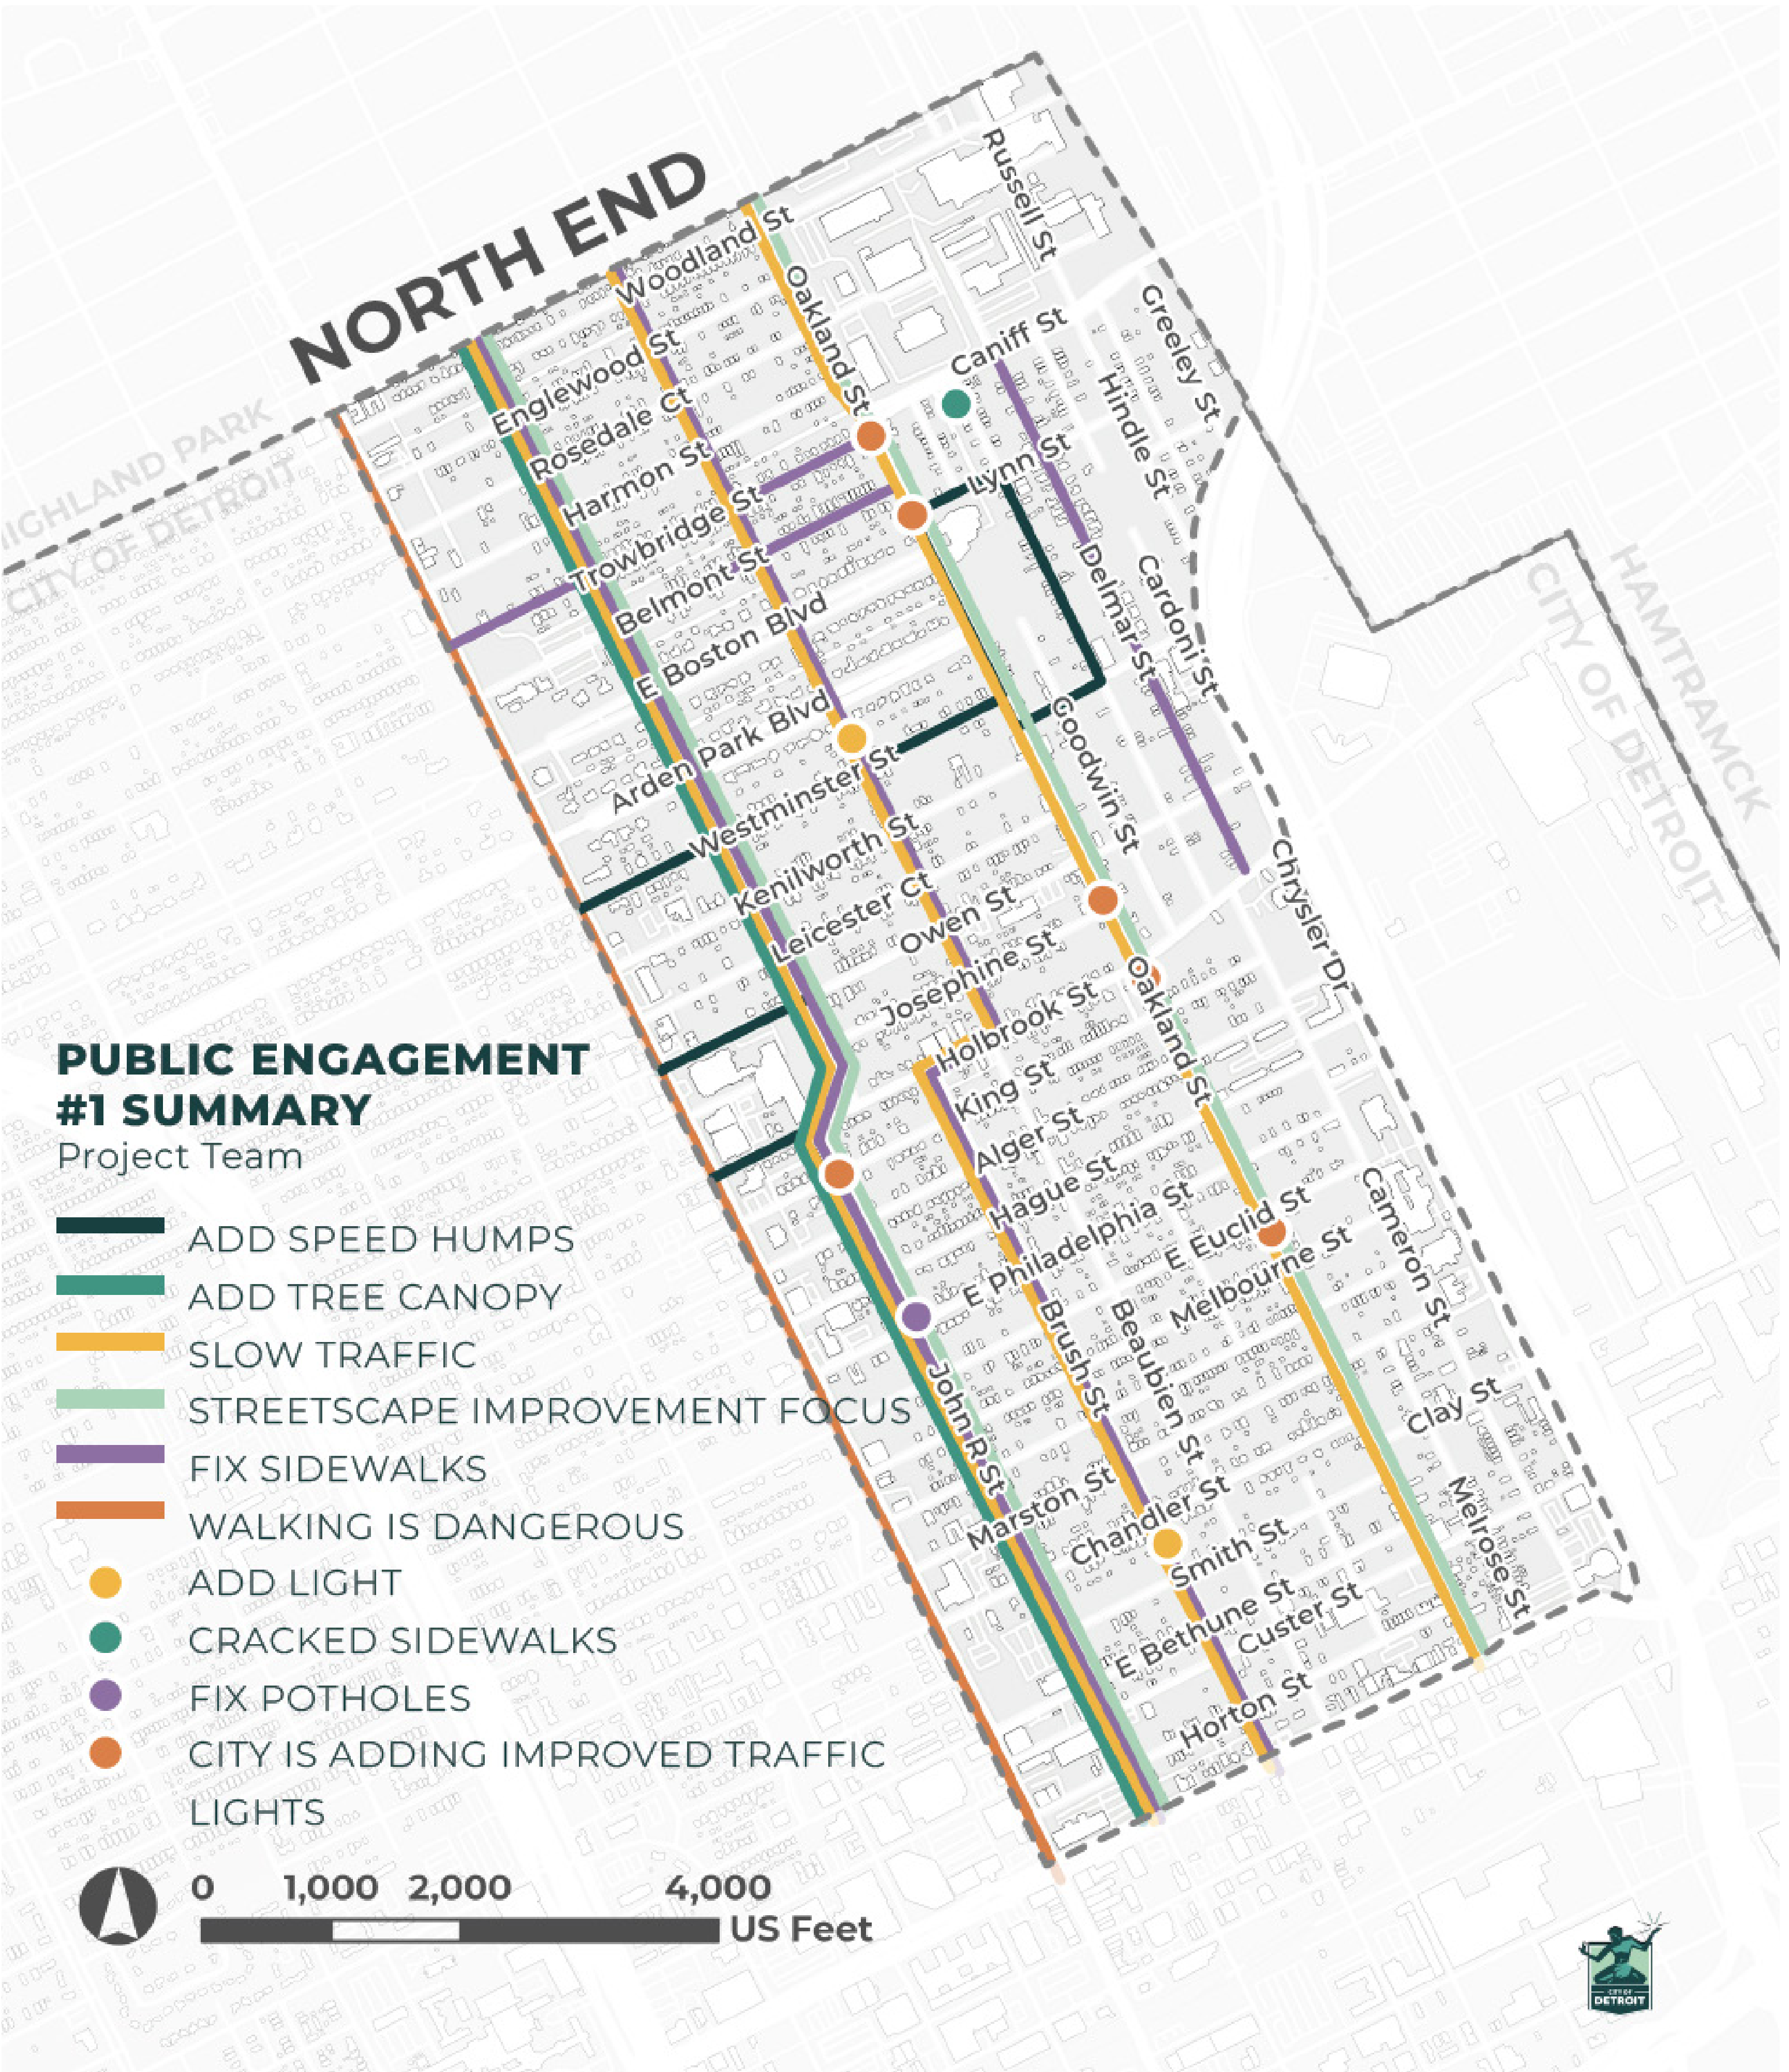 NORTH END
Russell St
Woodland St
Oakland St
Greeley St
Caniff St
Englewood St
Hindle St
Rosedale Ct
HIGHLAND PARK
CITY OF DETROIT
Harmon St
Lynn St
Trowbridge St
Delmar St
Cardoni St
HAMTRAMCK
CITY OF DETROIT
Belmont St
E Boston Blvd
Arden Park Blvd
Goodwin St
Westminster St
Kenilworth St
Chrysler Dr
Leicester Ct
Owen St
Josephine St
Oakland St
Holbrook St
King St
Alger St
Hague St
E Philadelphia St
E Euclid St
Cameron St
Melbourne St
Brush St
Beaubien St
John R St
Clay St
Marston St
Chandler St
Melrose St
Smith St
E Bethune St
Custer St
Horton St
PUBLIC ENGAGEMENT
#1 SUMMARY
Project Team
ADD SPEED HUMPS
ADD TREE CANOPY
SLOW TRAFFIC
STREETSCAPE IMPROVEMENT FOCUS
FIX SIDEWALKS
WALKING IS DANGEROUS
ADD LIGHT
CRACKED SIDEWALKS
FIX POTHOLES
CITY IS ADDING IMPROVED TRAFFIC
LIGHTS
0 1,000 2,000 4,000
US Feet
CITY OF
DETROIT